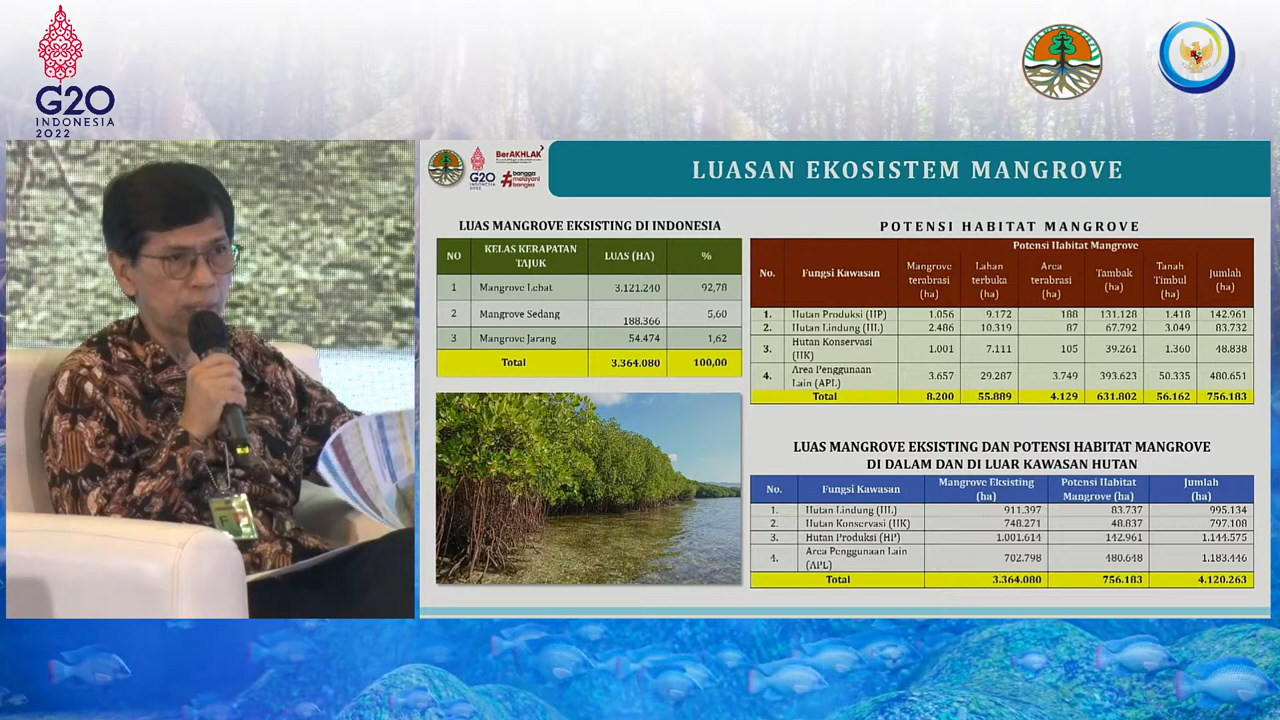 G20
INDONESIA
2022
G20
INDONESIA
2022
BerAKHLAK
#bangga
melayani
bangsa
LUASAN EKOSISTEM MANGROVE
LUAS MANGROVE EKSISTING DI INDONESIA
NO KELAS KERAPATAN TAJUK LUAS (HA) %
1 Mangrove Lebat 3.121.240 92,78
2 Mangrove Sedang 188.366 5,60
3 Mangrove Jarang 54.474 1,62
Total 3.364.080 100,00
POTENSI HABITAT MANGROVE
Potensi Habitat Mangrove
No. Fungsi Kawasan Mangrove terabrasi (ha) Lahan terbuka (ha) Area terabrasi (ha) Tambak (ha) Tanah Timbul (ha) Jumlah (ha)
1. Hutan Produksi (HP) 1.056 9.172 188 131.128 1.418 142.961
2. Hutan Lindung (HL) 2.486 10.319 87 67.792 3.049 83.732
3. Hutan Konservasi (HK) 1.001 7.111 105 39.261 1.360 48.838
4. Area Penggunaan Lain (APL) 3.657 29.287 3.749 393.623 50.335 480.651
Total 8.200 55.889 4.129 631.802 56.162 756.183
LUAS MANGROVE EKSISTING DAN POTENSI HABITAT MANGROVE
DI DALAM DAN DI LUAR KAWASAN HUTAN
No. Fungsi Kawasan Mangrove Eksisting (ha) Potensi Habitat Mangrove (ha) Jumlah (ha)
1. Hutan Lindung (HL) 911.397 83.737 995.134
2. Hutan Konservasi (HK) 748.271 48.837 797.108
3. Hutan Produksi (HP) 1.001.614 142.961 1.144.575
4. Area Penggunaan Lain (APL) 702.798 480.648 1.183.446
Total 3.364.080 756.183 4.120.263